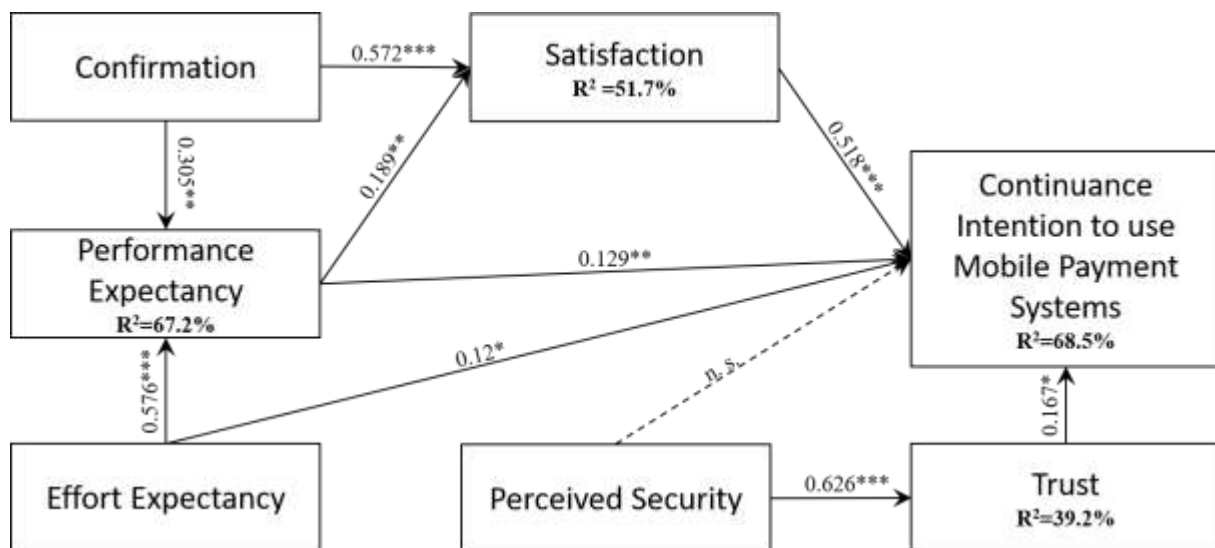 Confirmation
0.572***
Satisfaction
R² =51.7%
0.305**
0.189**
0.518***
Performance
Expectancy
R²=67.2%
0.129**
Continuance
Intention to use
Mobile Payment
Systems
R²=68.5%
0.576***
0.12*
n. s.
0.167*
Effort Expectancy
Perceived Security
0.626***
Trust
R²=39.2%